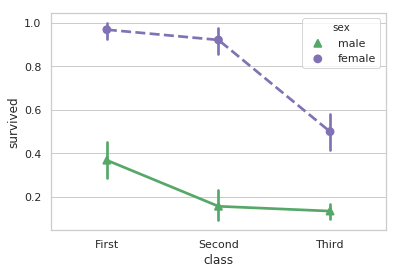 1.0
0.8
0.6
0.4
0.2
survived
sex
male
female
First Second Third
class